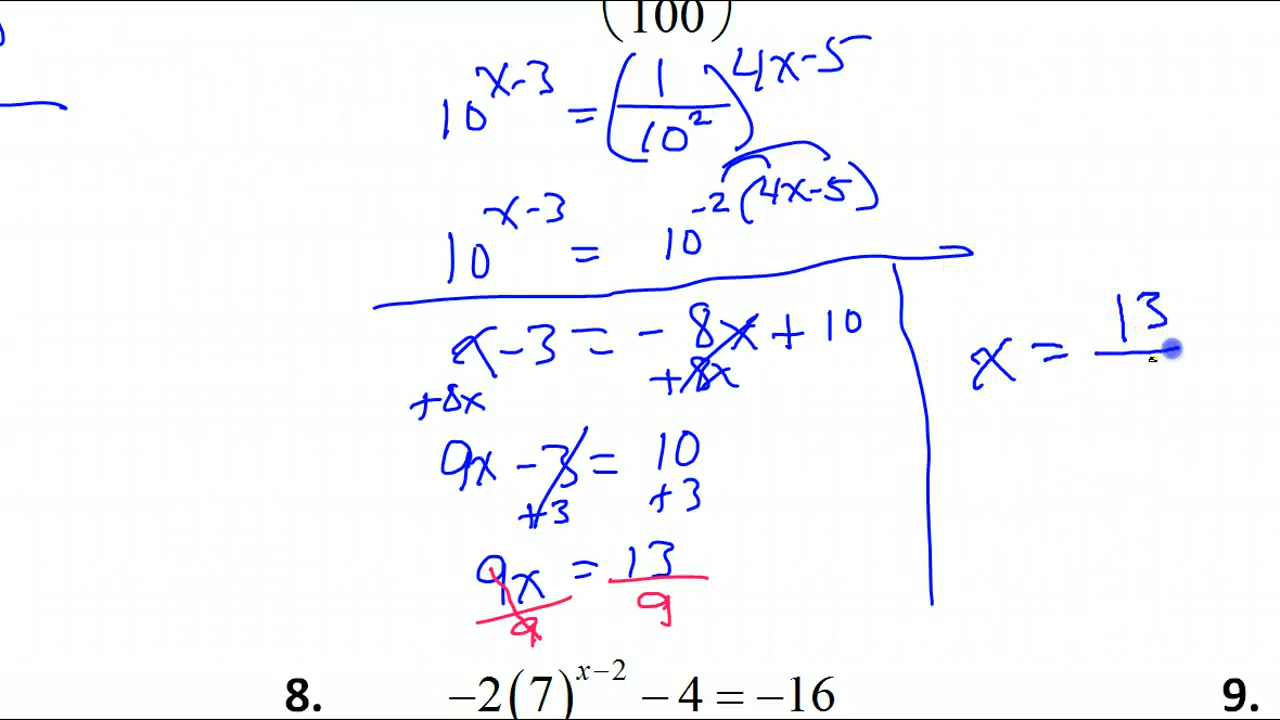 (100)
10^{x-3} = (1/10^2)^{4x-5}
10^{x-3} = 10^{-2(4x-5)}
x - 3 = -8x + 10
+8x +8x
9x - 3 = 10
+3 +3
9x = 13
9 9
x = 13
8. -2(7)^{x-2} - 4 = -16 9.